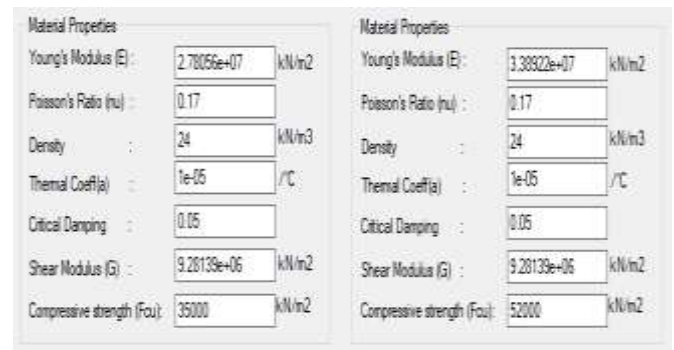 Material Properties
Young's Modulus (E) : 2.78056e+07 kN/m2
Poisson's Ratio (nu) : 0.17
Density : 24 kN/m3
Thermal Coeff(a) : 1e-05 /°C
Critical Damping : 0.05
Shear Modulus (G) : 9.28139e+06 kN/m2
Compressive strength (Fcu): 35000 kN/m2
Material Properties
Young's Modulus (E) : 3.38922e+07 kN/m2
Poisson's Ratio (nu) : 0.17
Density : 24 kN/m3
Thermal Coeff(a) : 1e-05 /°C
Critical Damping : 0.05
Shear Modulus (G) : 9.28139e+06 kN/m2
Compressive strength (Fcu): 52000 kN/m2